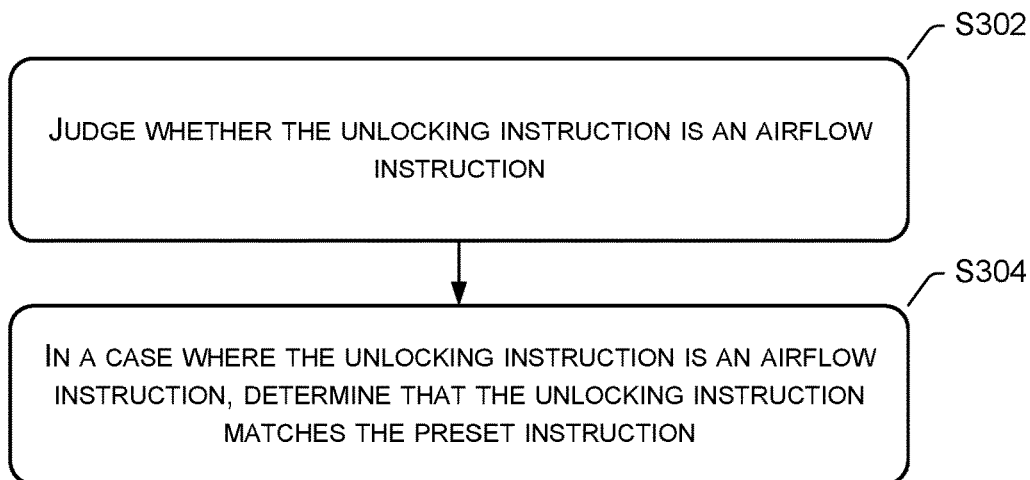 S302
JUDGE WHETHER THE UNLOCKING INSTRUCTION IS AN AIRFLOW
INSTRUCTION
S304
IN A CASE WHERE THE UNLOCKING INSTRUCTION IS AN AIRFLOW
INSTRUCTION, DETERMINE THAT THE UNLOCKING INSTRUCTION
MATCHES THE PRESET INSTRUCTION